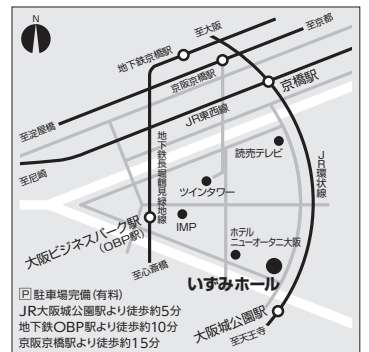 N
至大阪
至京都
地下鉄京橋駅
京阪京橋駅
京橋駅
至淀屋橋
JR東西線
至尼崎
地下鉄長堀鶴見緑地線
読売テレビ
JR環状線
ツインタワー
大阪ビジネスパーク駅
(OBP駅)
IMP
ホテル
ニューオータニ大阪
至心斎橋
いずみホール
大阪城公園駅
至天王寺
P 駐車場完備(有料)
JR大阪城公園駅より徒歩約5分
地下鉄OBP駅より徒歩約10分
京阪京橋駅より徒歩約15分